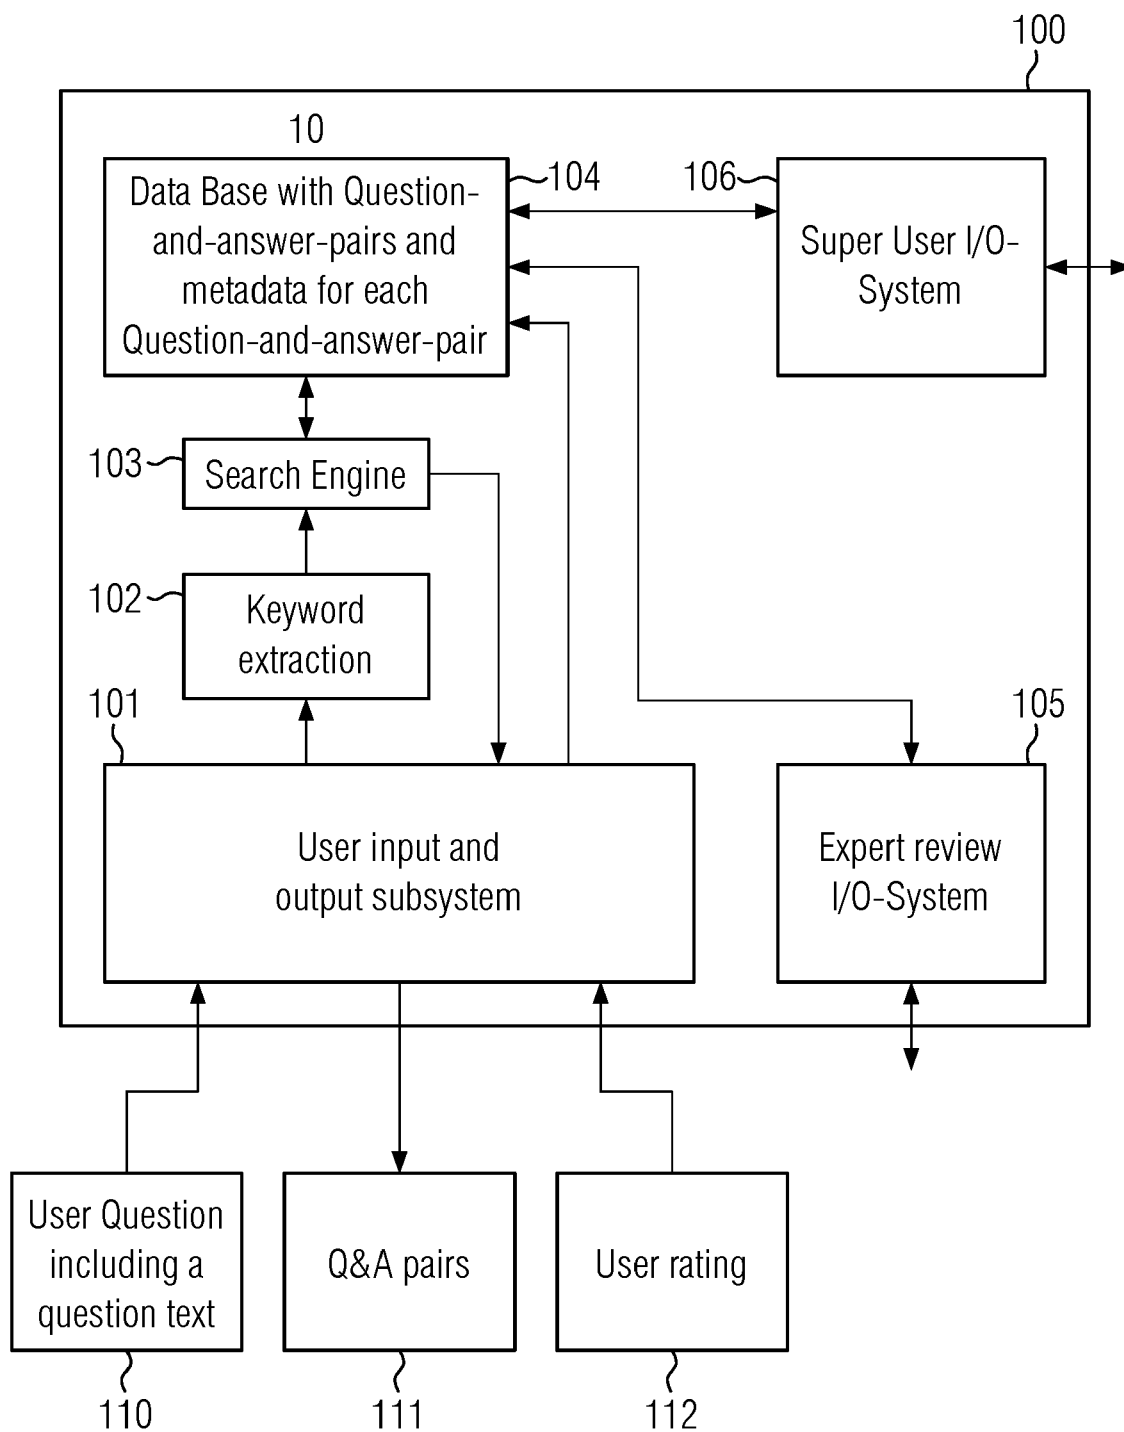 100
10
104
106
Data Base with Question-
and-answer-pairs and
metadata for each
Question-and-answer-pair
Super User I/O-
System
103
Search Engine
102
Keyword
extraction
101
105
User input and
output subsystem
Expert review
I/O-System
User Question
including a
question text
Q&A pairs
User rating
110
111
112